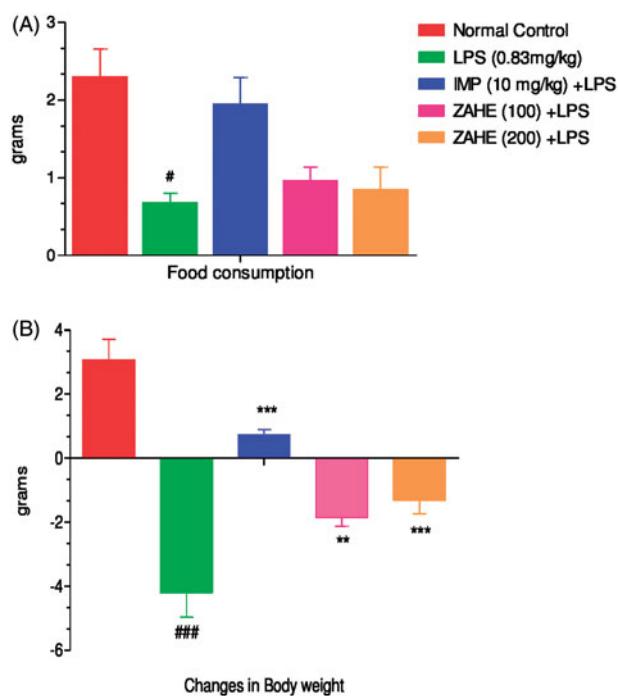 (A)
Normal Control
LPS (0.83mg/kg)
IMP (10 mg/kg) +LPS
ZAHE (100) +LPS
ZAHE (200) +LPS
3
2
1
0
grams
#
Food consumption
(B)
4
2
0
-2
-4
-6
grams
***
**
***
###
Changes in Body weight